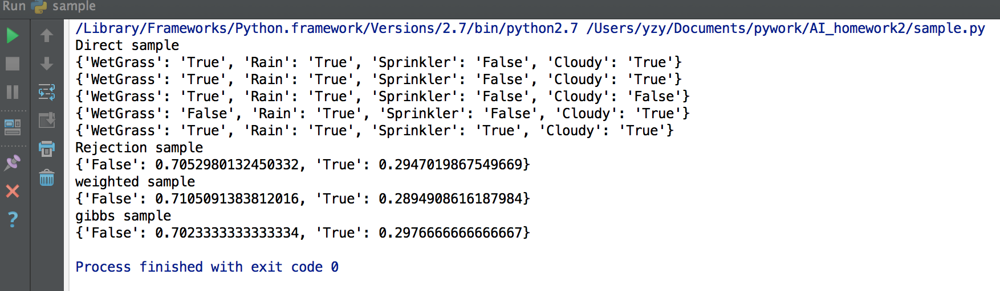 Run sample
/Library/Frameworks/Python.framework/Versions/2.7/bin/python2.7 /Users/yzy/Documents/pywork/AI_homework2/sample.py
Direct sample
{'WetGrass': 'True', 'Rain': 'True', 'Sprinkler': 'False', 'Cloudy': 'True'}
{'WetGrass': 'True', 'Rain': 'True', 'Sprinkler': 'False', 'Cloudy': 'True'}
{'WetGrass': 'True', 'Rain': 'True', 'Sprinkler': 'False', 'Cloudy': 'False'}
{'WetGrass': 'False', 'Rain': 'True', 'Sprinkler': 'False', 'Cloudy': 'True'}
{'WetGrass': 'True', 'Rain': 'True', 'Sprinkler': 'True', 'Cloudy': 'True'}
Rejection sample
{'False': 0.7052980132450332, 'True': 0.2947019867549669}
weighted sample
{'False': 0.7105091383812016, 'True': 0.2894908616187984}
gibbs sample
{'False': 0.7023333333333334, 'True': 0.2976666666666667}
Process finished with exit code 0